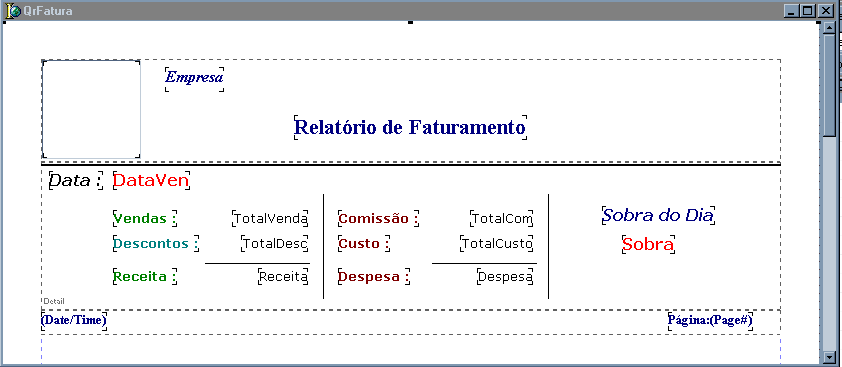 QrFatura
Empresa
Relatório de Faturamento
Data : DataVen
Vendas : TotalVenda Comissão : TotalCom Sobra do Dia
Descontos : TotalDesc Custo : TotalCusto Sobra
Receita : Receita Despesa : Despesa
Detail
(Date/Time) Página:(Page#)